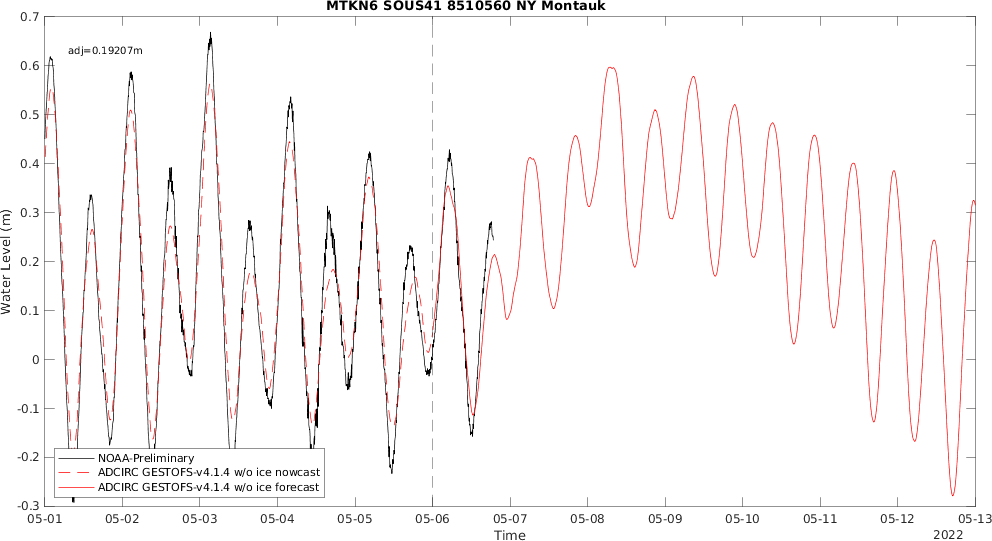 MTKN6 SOUS41 8510560 NY Montauk
adj=0.19207m
0.7
0.6
0.5
0.4
0.3
0.2
0.1
0
-0.1
-0.2
-0.3
Water Level (m)
NOAA-Preliminary
ADCIRC GESTOFS-v4.1.4 w/o ice nowcast
ADCIRC GESTOFS-v4.1.4 w/o ice forecast
05-01 05-02 05-03 05-04 05-05 05-06 05-07 05-08 05-09 05-10 05-11 05-12 05-13
Time
2022